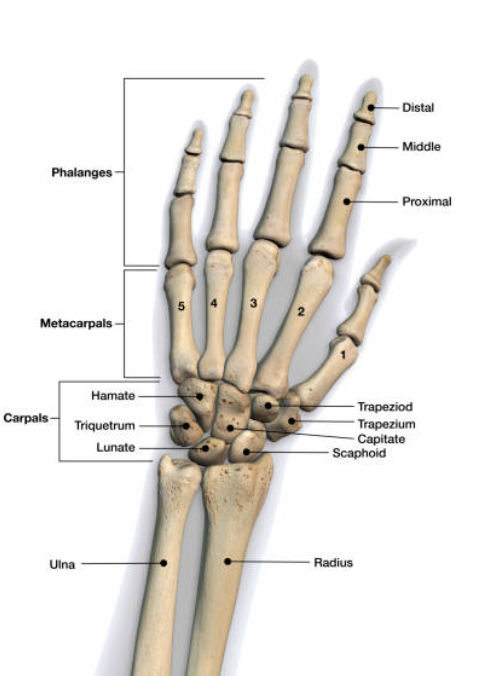 Distal
Middle
Phalanges
Proximal
5
4
3
2
Metacarpals
1
Hamate
Trapeziod
Carpals
Triquetrum
Trapezium
Capitate
Lunate
Scaphoid
Ulna
Radius